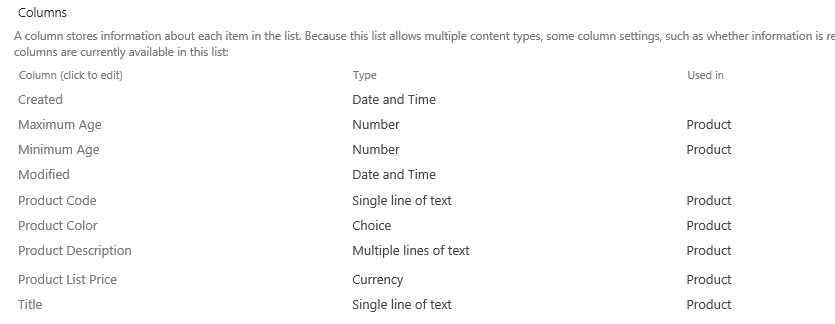 Columns
A column stores information about each item in the list. Because this list allows multiple content types, some column settings, such as whether information is re
columns are currently available in this list:
Column (click to edit) Type Used in
Created Date and Time
Maximum Age Number Product
Minimum Age Number Product
Modified Date and Time
Product Code Single line of text Product
Product Color Choice Product
Product Description Multiple lines of text Product
Product List Price Currency Product
Title Single line of text Product